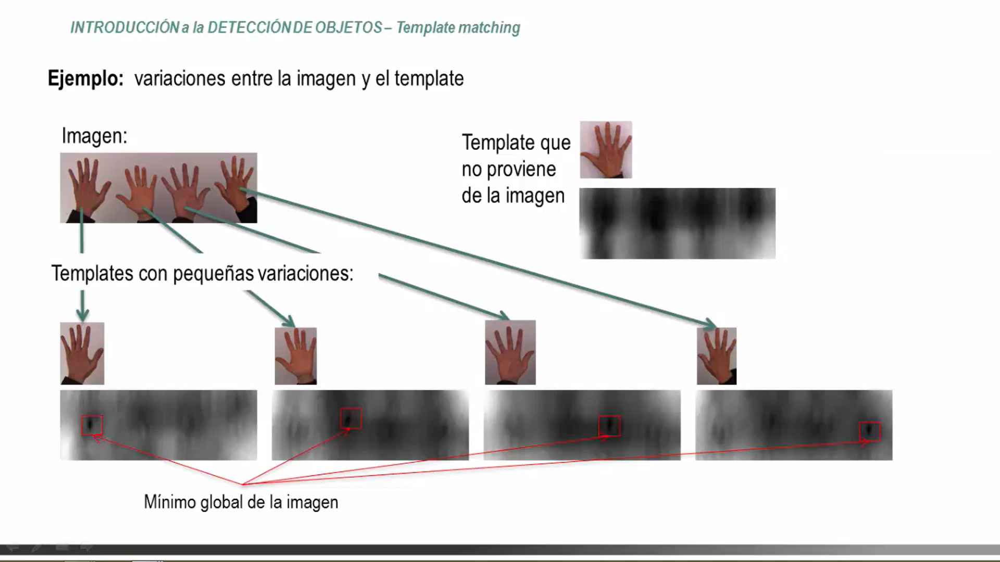 INTRODUCCIÓN a la DETECCIÓN DE OBJETOS – Template matching
Ejemplo: variaciones entre la imagen y el template
Imagen:
Template que
no proviene
de la imagen
Templates con pequeñas variaciones:
Mínimo global de la imagen